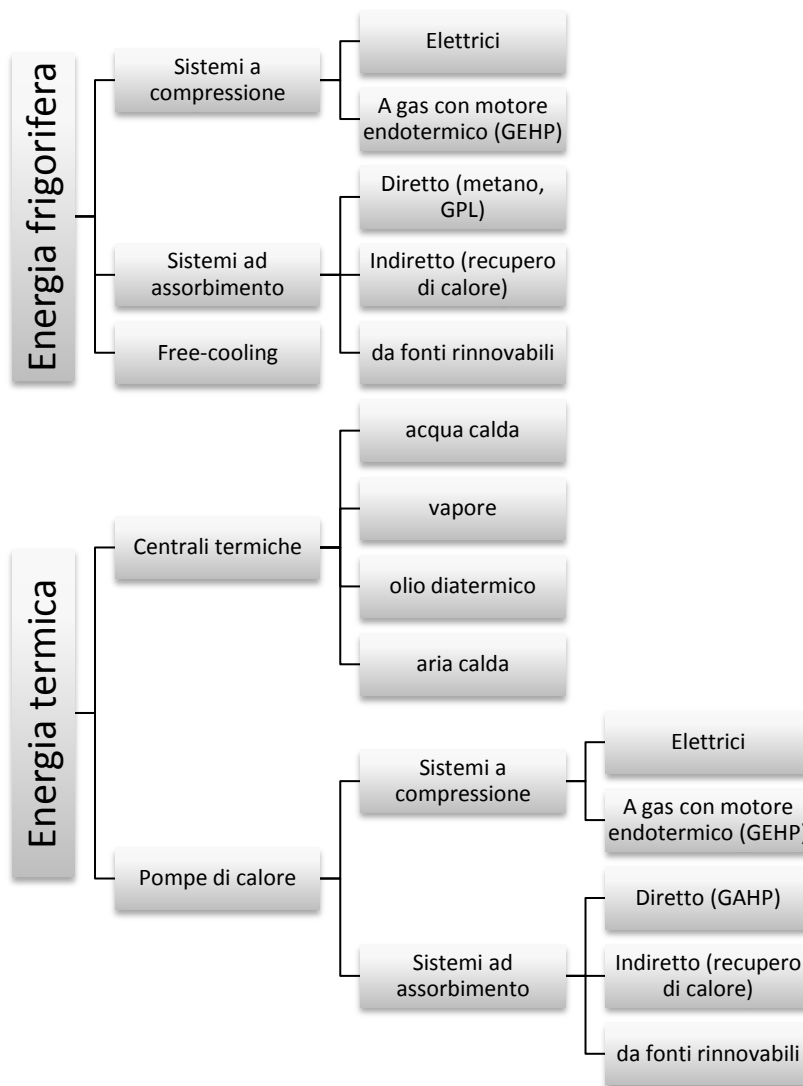 Energia frigorifera
Sistemi a
compressione
Elettrici
A gas con motore
endotermico (GEHP)
Sistemi ad
assorbimento
Diretto (metano,
GPL)
Indiretto (recupero
di calore)
da fonti rinnovabili
Free-cooling
Energia termica
Centrali termiche
acqua calda
vapore
olio diatermico
aria calda
Pompe di calore
Sistemi a
compressione
Elettrici
A gas con motore
endotermico (GEHP)
Sistemi ad
assorbimento
Diretto (GAHP)
Indiretto (recupero
di calore)
da fonti rinnovabili